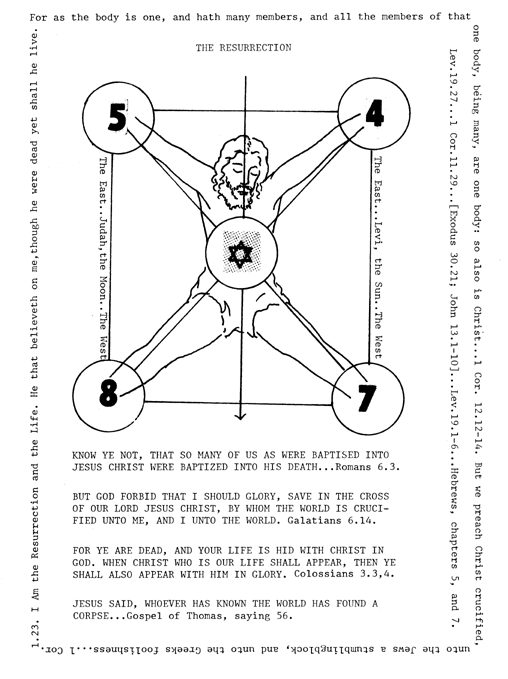 For as the body is one, and hath many members, and all the members of that
one body, being many, are one body: so also is Christ...1 Cor. 12.12-14. But we preach Christ crucified,
unto the Jews a stumblingblock, and unto the Greeks foolishness...1 Cor.
1.23. I Am the Resurrection and the Life. He that believeth on me,though he were dead yet shall he live.
Lev.19.27...1 Cor.11.29...[Exodus 30.21; John 13.1-10]...Lev.19.1-6...Hebrews, chapters 5, and 7.
THE RESURRECTION
5
4
The East...Judah,the Moon..The West
The East...Levi, the Sun...The West
8
7
KNOW YE NOT, THAT SO MANY OF US AS WERE BAPTISED INTO
JESUS CHRIST WERE BAPTIZED INTO HIS DEATH...Romans 6.3.
BUT GOD FORBID THAT I SHOULD GLORY, SAVE IN THE CROSS
OF OUR LORD JESUS CHRIST, BY WHOM THE WORLD IS CRUCI-
FIED UNTO ME, AND I UNTO THE WORLD. Galatians 6.14.
FOR YE ARE DEAD, AND YOUR LIFE IS HID WITH CHRIST IN
GOD. WHEN CHRIST WHO IS OUR LIFE SHALL APPEAR, THEN YE
SHALL ALSO APPEAR WITH HIM IN GLORY. Colossians 3.3,4.
JESUS SAID, WHOEVER HAS KNOWN THE WORLD HAS FOUND A
CORPSE...Gospel of Thomas, saying 56.